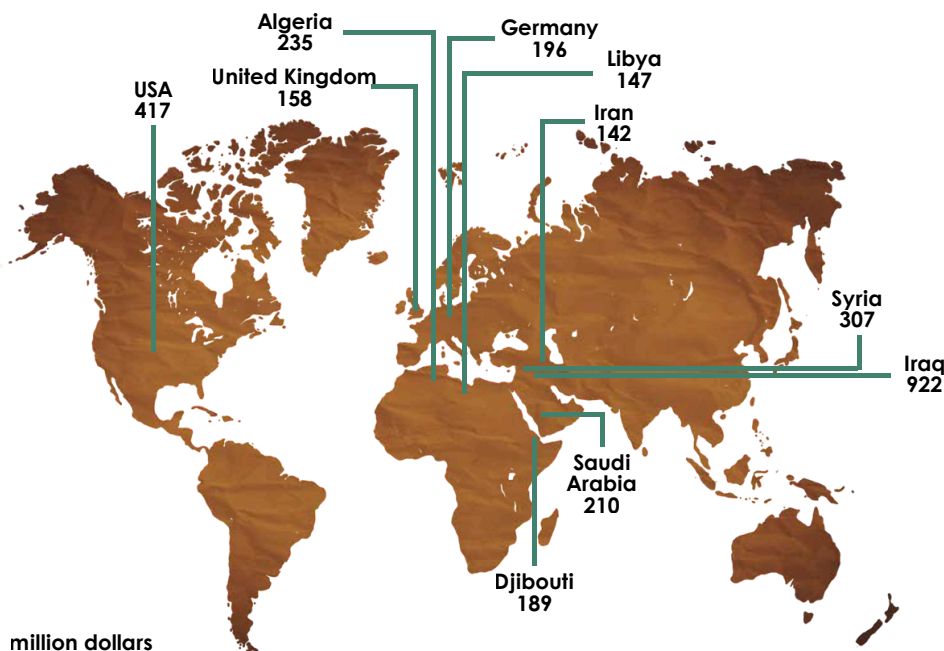 Algeria
235
Germany
196
Libya
147
United Kingdom
158
USA
417
Iran
142
Syria
307
Iraq
922
Saudi
Arabia
210
Djibouti
189
million dollars